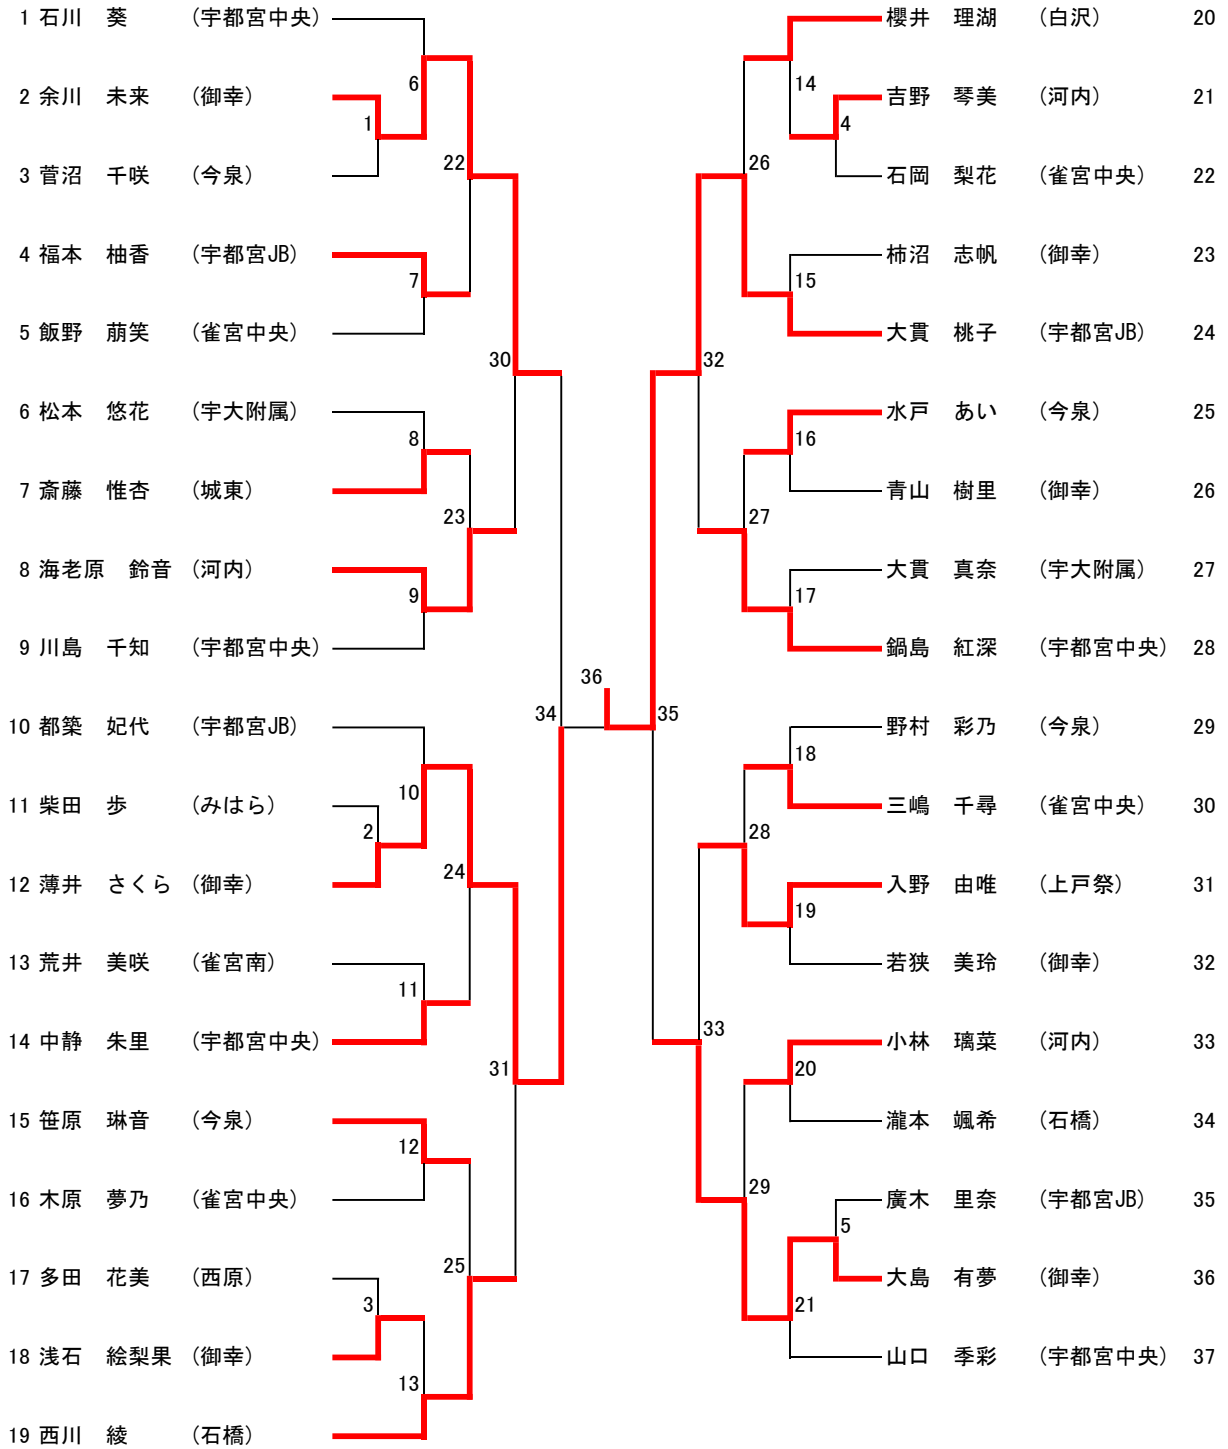 1 石川 葵 (宇都宮中央)
2 余川 未来 (御幸)
3 菅沼 千咲 (今泉)
4 福本 柚香 (宇都宮JB)
5 飯野 萠笑 (雀宮中央)
6 松本 悠花 (宇大附属)
7 斎藤 惟杏 (城東)
8 海老原 鈴音 (河内)
9 川島 千知 (宇都宮中央)
10 都築 妃代 (宇都宮JB)
11 柴田 歩 (みはら)
12 薄井 さくら (御幸)
13 荒井 美咲 (雀宮南)
14 中静 朱里 (宇都宮中央)
15 笹原 琳音 (今泉)
16 木原 夢乃 (雀宮中央)
17 多田 花美 (西原)
18 浅石 絵梨果 (御幸)
19 西川 綾 (石橋)
1
2
3
6
7
8
9
10
11
12
13
22
23
24
25
30
31
34
36
35
32
33
26
27
28
29
14
15
16
17
18
19
20
21
4
5
櫻井 理湖 (白沢) 20
吉野 琴美 (河内) 21
石岡 梨花 (雀宮中央) 22
柿沼 志帆 (御幸) 23
大貫 桃子 (宇都宮JB) 24
水戸 あい (今泉) 25
青山 樹里 (御幸) 26
大貫 真奈 (宇大附属) 27
鍋島 紅深 (宇都宮中央) 28
野村 彩乃 (今泉) 29
三嶋 千尋 (雀宮中央) 30
入野 由唯 (上戸祭) 31
若狭 美玲 (御幸) 32
小林 璃菜 (河内) 33
瀧本 颯希 (石橋) 34
廣木 里奈 (宇都宮JB) 35
大島 有夢 (御幸) 36
山口 季彩 (宇都宮中央) 37